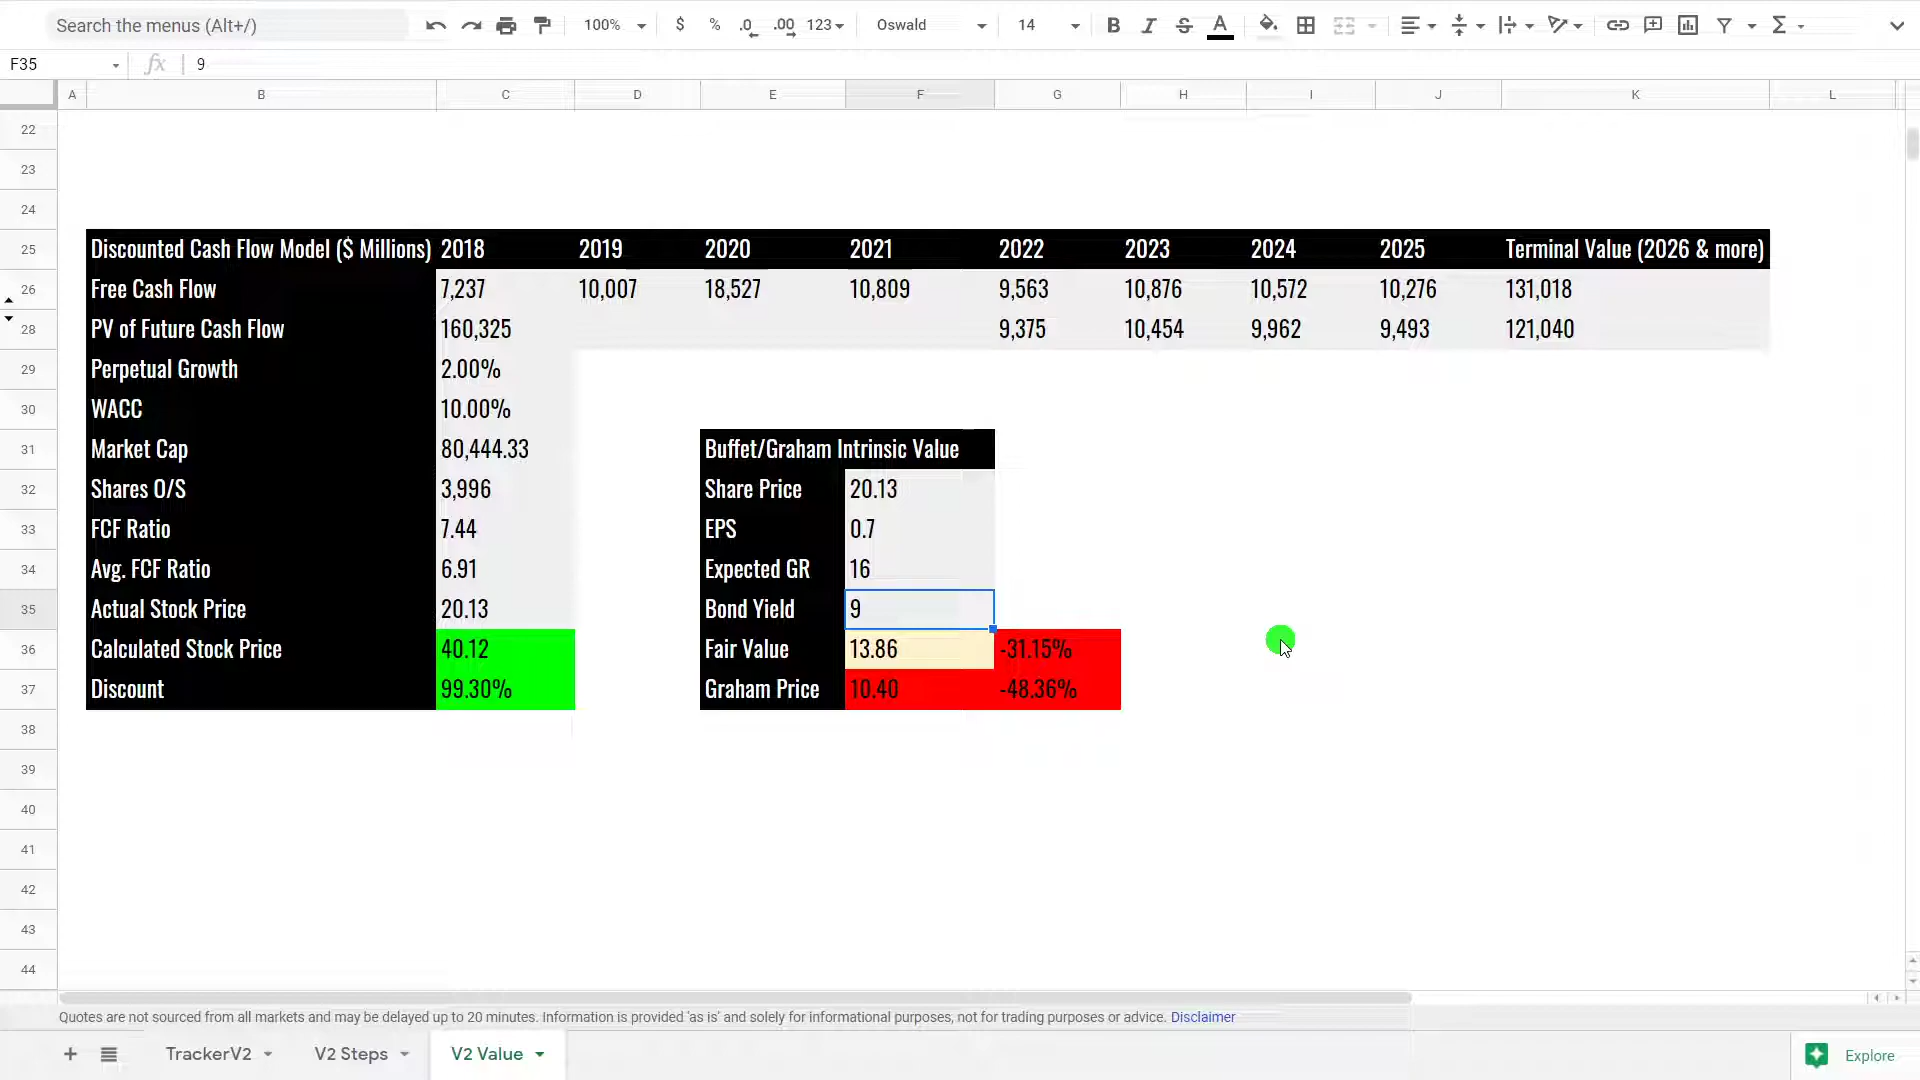 Search the menus (Alt+/) 100% $ % .0 .00 123 Oswald 14 B I S A Σ
F35 fx 9
A B C D E F G H I J K L
22
23
24
25 Discounted Cash Flow Model ($ Millions) 2018 2019 2020 2021 2022 2023 2024 2025 Terminal Value (2026 & more)
26 Free Cash Flow 7,237 10,007 18,527 10,809 9,563 10,876 10,572 10,276 131,018
28 PV of Future Cash Flow 160,325 9,375 10,454 9,962 9,493 121,040
29 Perpetual Growth 2.00%
30 WACC 10.00%
31 Market Cap 80,444.33 Buffet/Graham Intrinsic Value
32 Shares O/S 3,996 Share Price 20.13
33 FCF Ratio 7.44 EPS 0.7
34 Avg. FCF Ratio 6.91 Expected GR 16
35 Actual Stock Price 20.13 Bond Yield 9
36 Calculated Stock Price 40.12 Fair Value 13.86 -31.15%
37 Discount 99.30% Graham Price 10.40 -48.36%
38
39
40
41
42
43
44
Quotes are not sourced from all markets and may be delayed up to 20 minutes. Information is provided 'as is' and solely for informational purposes, not for trading purposes or advice. Disclaimer
+ TrackerV2 V2 Steps V2 Value Explore